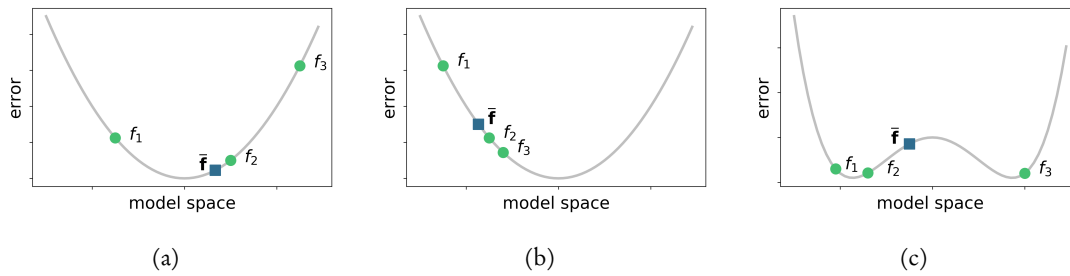 error
f₁
f̄
f₂
f₃
model space
(a)
error
f₁
f̄
f₂
f₃
model space
(b)
error
f₁
f₂
f̄
f₃
model space
(c)